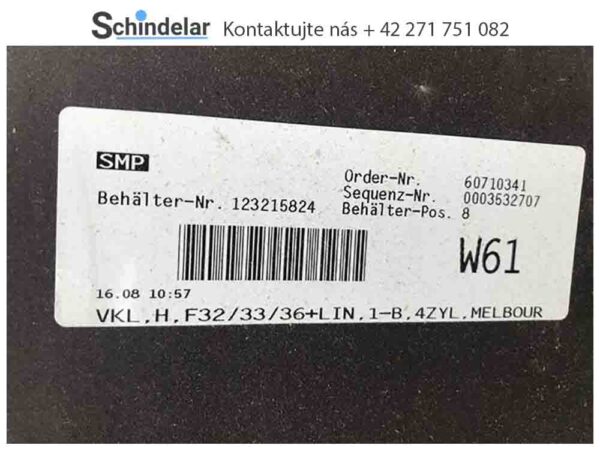 Schindelar Kontaktujte nás + 42 271 751 082
SMP
Order-Nr. 60710341
Sequenz-Nr. 0003532707
Behälter-Nr. 123215824 Behälter-Pos. 8
W61
16.08 10:57
VKL,H,F32/33/36+LIN,1-B,4ZYL,MELBOUR